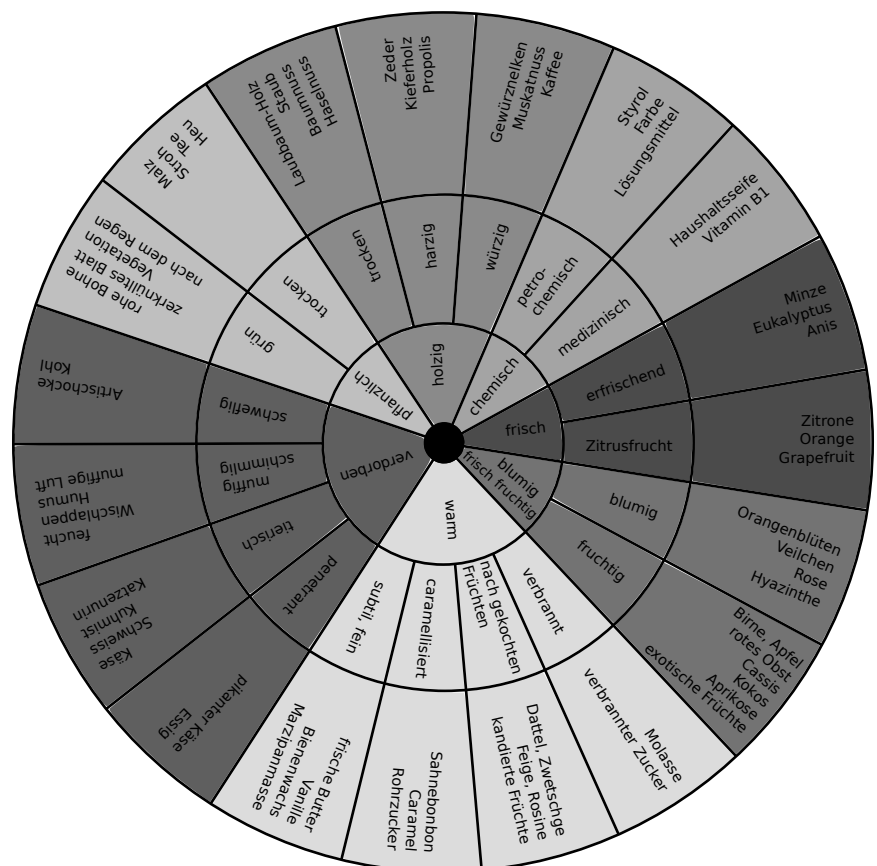 holzig
trocken
Laubbaum-Holz
Staub
Baumnuss
Haselnuss
harzig
Zeder
Kieferholz
Propolis
würzig
Gewürznelken
Muskatnuss
Kaffee
chemisch
petro-
chemisch
Styrol
Farbe
Lösungsmittel
medizinisch
Haushaltsseife
Vitamin B1
frisch
erfrischend
Minze
Eukalyptus
Anis
Zitrusfrucht
Zitrone
Orange
Grapefruit
blumig
frisch fruchtig
blumig
Orangenblüten
Veilchen
Rose
Hyazinthe
fruchtig
Birne, Apfel
rotes Obst
Cassis
Kokos
Aprikose
exotische Früchte
warm
verbrannt
Molasse
verbrannter Zucker
nach gekochten
Früchten
Dattel, Zwetschge
Feige, Rosine
kandierte Früchte
caramellisiert
Sahnebonbon
Caramel
Rohrzucker
subtil, fein
frische Butter
Vanille
Bienenwachs
Marzipanmasse
verdorben
penetrant
pikanter Käse
Essig
tierisch
Katzenurin
Kuhmist
Schweiss
Käse
muffig
schimmlig
feucht
Wischlappen
Humus
muffige Luft
schweflig
Artischocke
Kohl
pflanzlich
grün
rohe Bohne
zerknülltes Blatt
Vegetation
nach dem Regen
trocken
Malz
Stroh
Tee
Heu